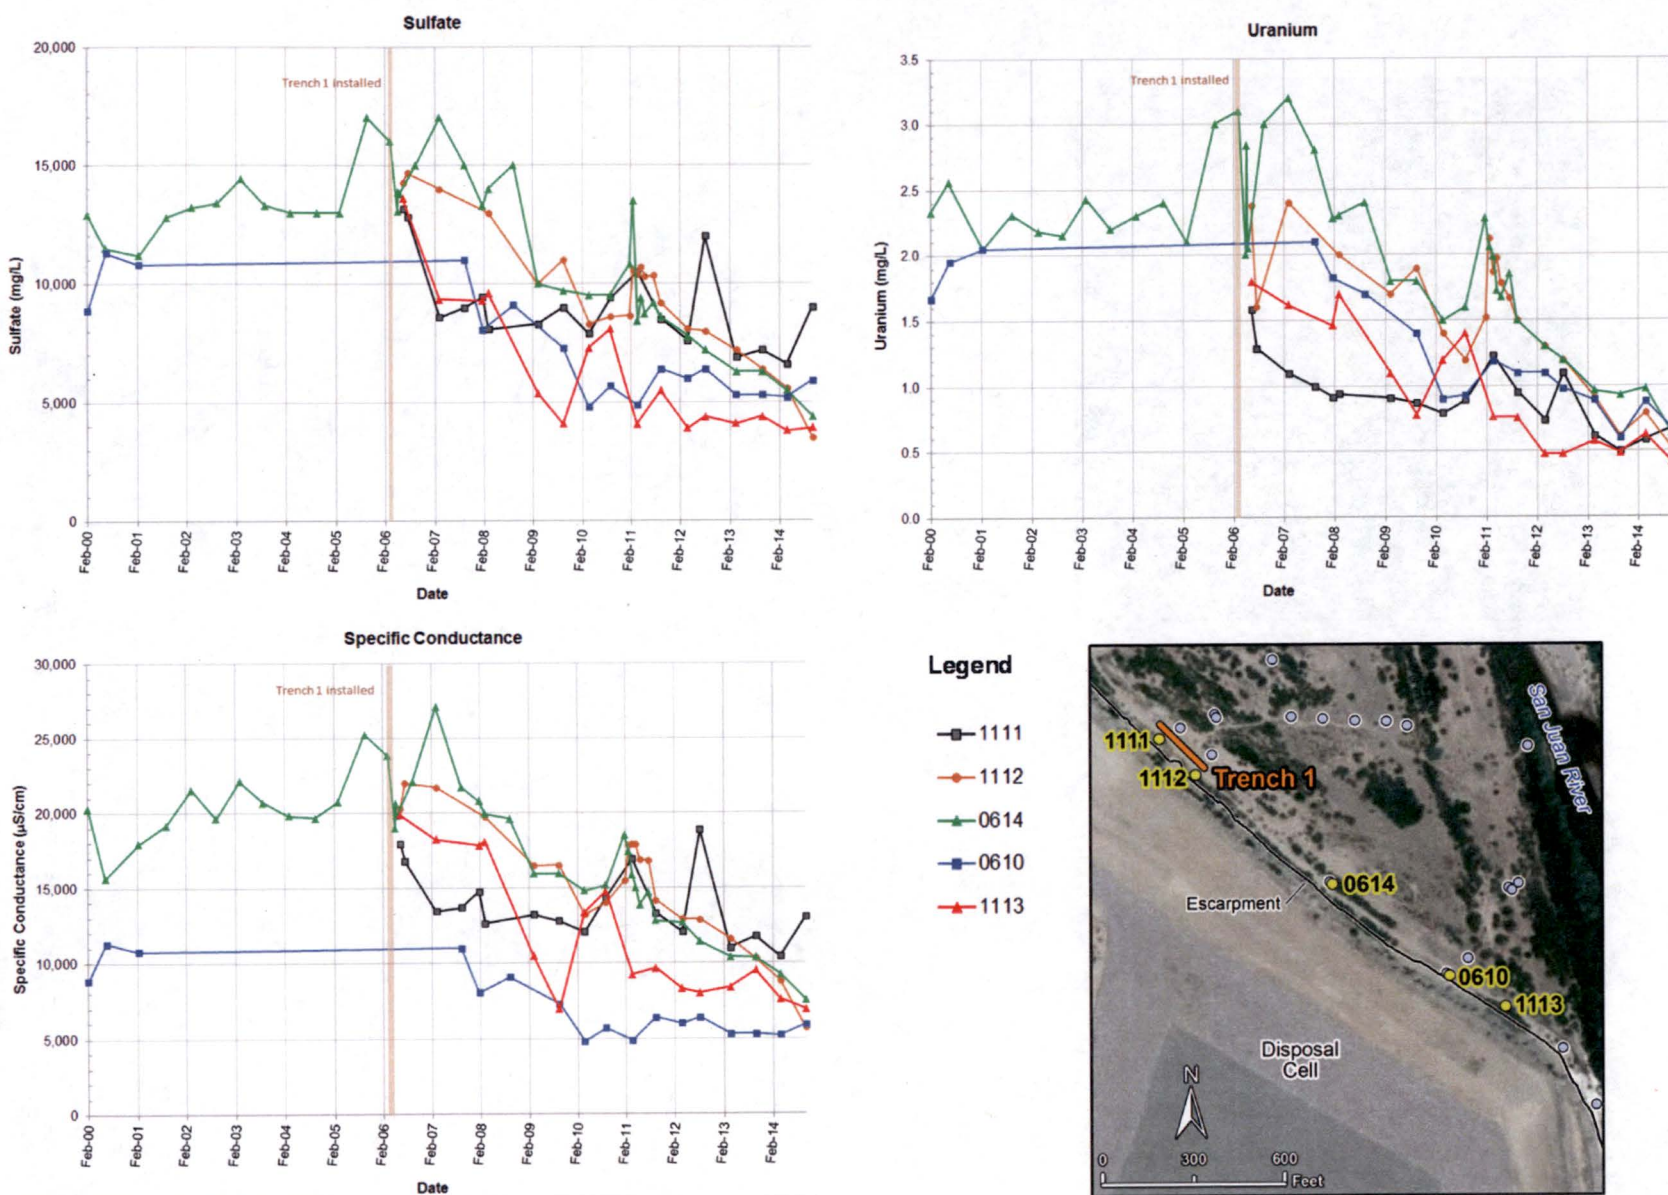 Sulfate
20,000
15,000
10,000
5,000
0
Sulfate (mg/L)
Trench 1 installed
Feb-00
Feb-01
Feb-02
Feb-03
Feb-04
Feb-05
Feb-06
Feb-07
Feb-08
Feb-09
Feb-10
Feb-11
Feb-12
Feb-13
Feb-14
Date
Uranium
3.5
3.0
2.5
2.0
1.5
1.0
0.5
0.0
Uranium (mg/L)
Trench 1 installed
Feb-00
Feb-01
Feb-02
Feb-03
Feb-04
Feb-05
Feb-06
Feb-07
Feb-08
Feb-09
Feb-10
Feb-11
Feb-12
Feb-13
Feb-14
Date
Specific Conductance
30,000
25,000
20,000
15,000
10,000
5,000
0
Specific Conductance (µS/cm)
Trench 1 installed
Feb-00
Feb-01
Feb-02
Feb-03
Feb-04
Feb-05
Feb-06
Feb-07
Feb-08
Feb-09
Feb-10
Feb-11
Feb-12
Feb-13
Feb-14
Date
Legend
1111
1112
0614
0610
1113
San Juan River
1111
1112
Trench 1
0614
Escarpment
0610
1113
Disposal
Cell
N
0 300 600
Feet